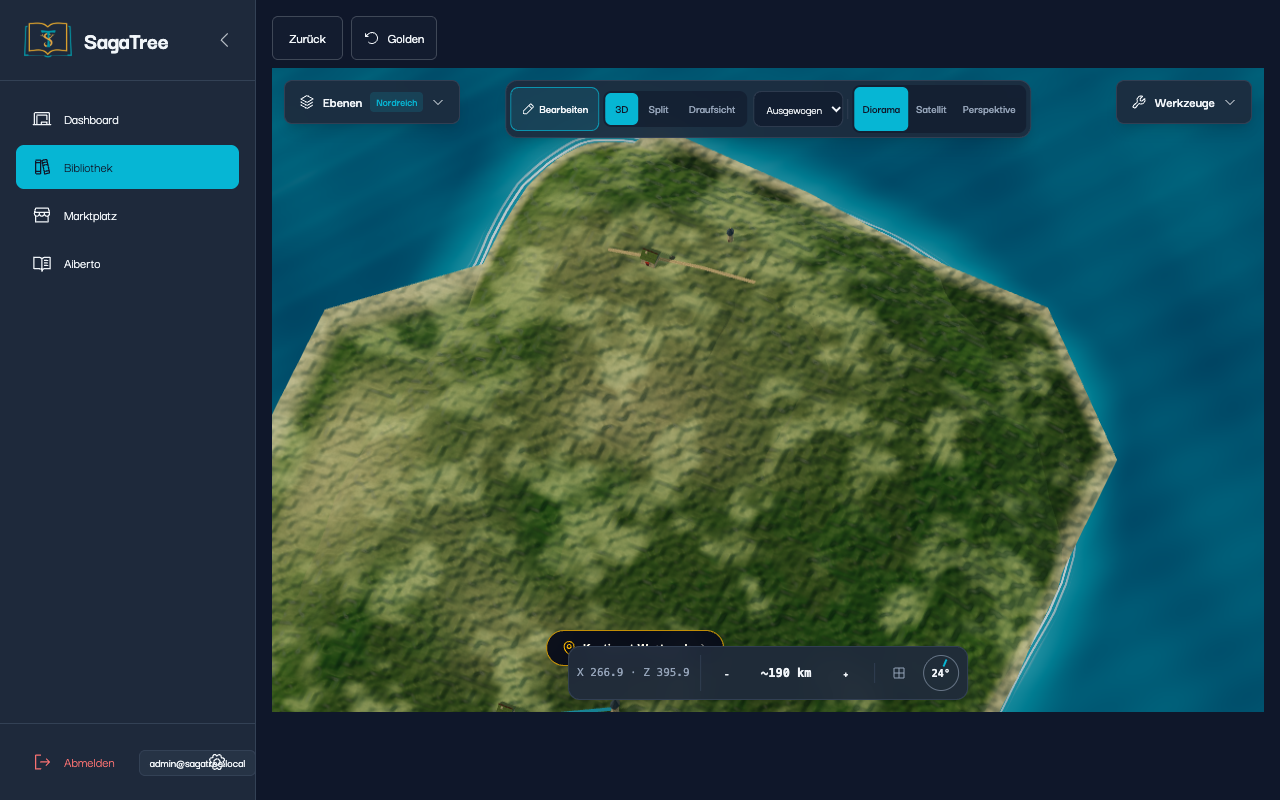 SagaTree
Zurück
Golden
Dashboard
Bibliothek
Marktplatz
Alberto
Ebenen Nordreich
Bearbeiten 3D Split Draufsicht Ausgewogen Diorama Satellit Perspektive
Werkzeuge
X 266.9 · Z 395.9 - ~190 km + 24°
Abmelden